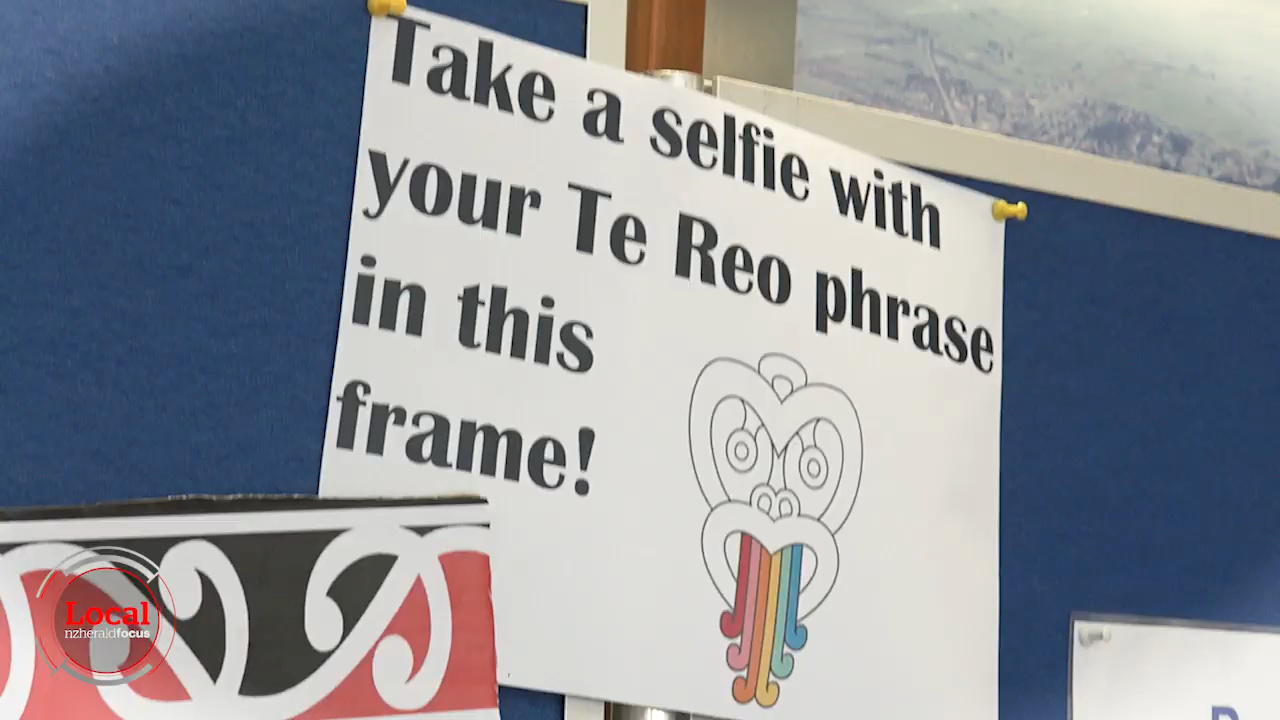 Take a selfie with
your Te Reo phrase
in this
frame!
Local
nzheraldfocus